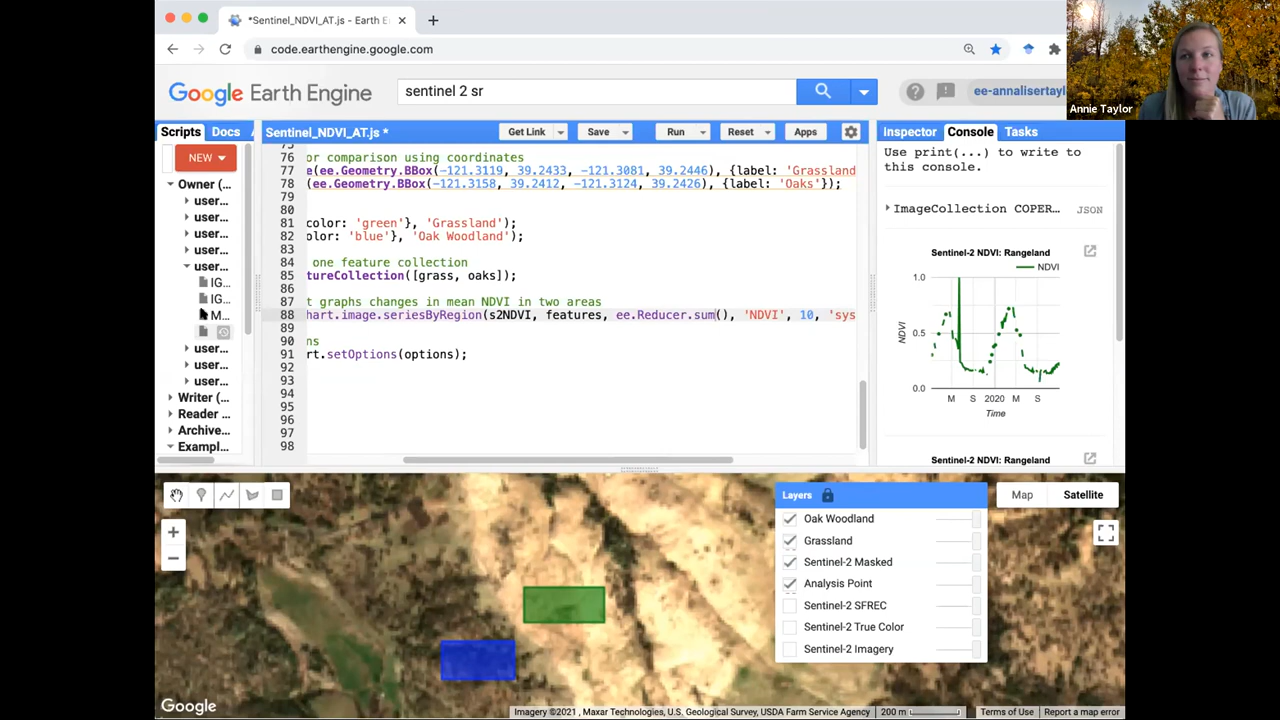 *Sentinel_NDVI_AT.js - Earth E
code.earthengine.google.com
Google Earth Engine
sentinel 2 sr
ee-annalisertayl
Annie Taylor
Scripts Docs
Sentinel_NDVI_AT.js *
Get Link Save Run Reset Apps
Inspector Console Tasks
NEW
Owner (...
user...
user...
user...
user...
user...
user...
IG...
IG...
M...
user...
user...
user...
Writer (...
Reader ...
Archive...
Exampl...
75
76 or comparison using coordinates
77 e(ee.Geometry.BBox(-121.3119, 39.2433, -121.3081, 39.2446), {label: 'Grassland
78 (ee.Geometry.BBox(-121.3158, 39.2412, -121.3124, 39.2426), {label: 'Oaks'});
79
80
81 color: 'green'}, 'Grassland');
82 olor: 'blue'}, 'Oak Woodland');
83
84 one feature collection
85 tureCollection([grass, oaks]);
86
87 t graphs changes in mean NDVI in two areas
88 hart.image.seriesByRegion(s2NDVI, features, ee.Reducer.sum(), 'NDVI', 10, 'sys
89
90 ns
91 rt.setOptions(options);
92
93
94
95
96
97
98
Use print(...) to write to
this console.
ImageCollection COPER... JSON
Sentinel-2 NDVI: Rangeland
NDVI
1.0
0.5
0.0
NDVI
M S 2020 M S
Time
Sentinel-2 NDVI: Rangeland
Layers
Oak Woodland
Grassland
Sentinel-2 Masked
Analysis Point
Sentinel-2 SFREC
Sentinel-2 True Color
Sentinel-2 Imagery
Map Satellite
Google
Imagery ©2021 , Maxar Technologies, U.S. Geological Survey, USDA Farm Service Agency 200 m Terms of Use Report a map error